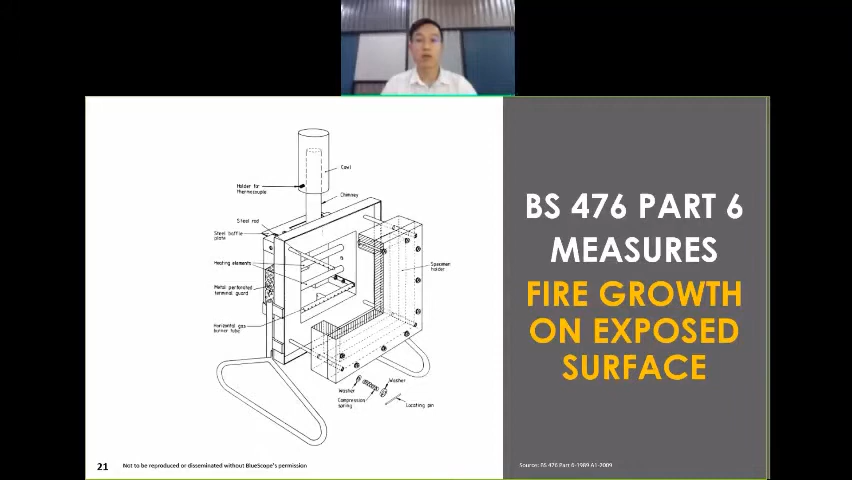 Cowl
Holder for
thermocouple
Chimney
Steel rod
Steel baffle
plate
Heating elements
Specimen
holder
Metal perforated
terminal guard
Horizontal gas
burner tube
Washer
Washer
Compression
spring
Locating pin
BS 476 PART 6
MEASURES
FIRE GROWTH
ON EXPOSED
SURFACE
21
Not to be reproduced or disseminated without BlueScope's permission
Source: BS 476 Part 6-1989 A1-2009